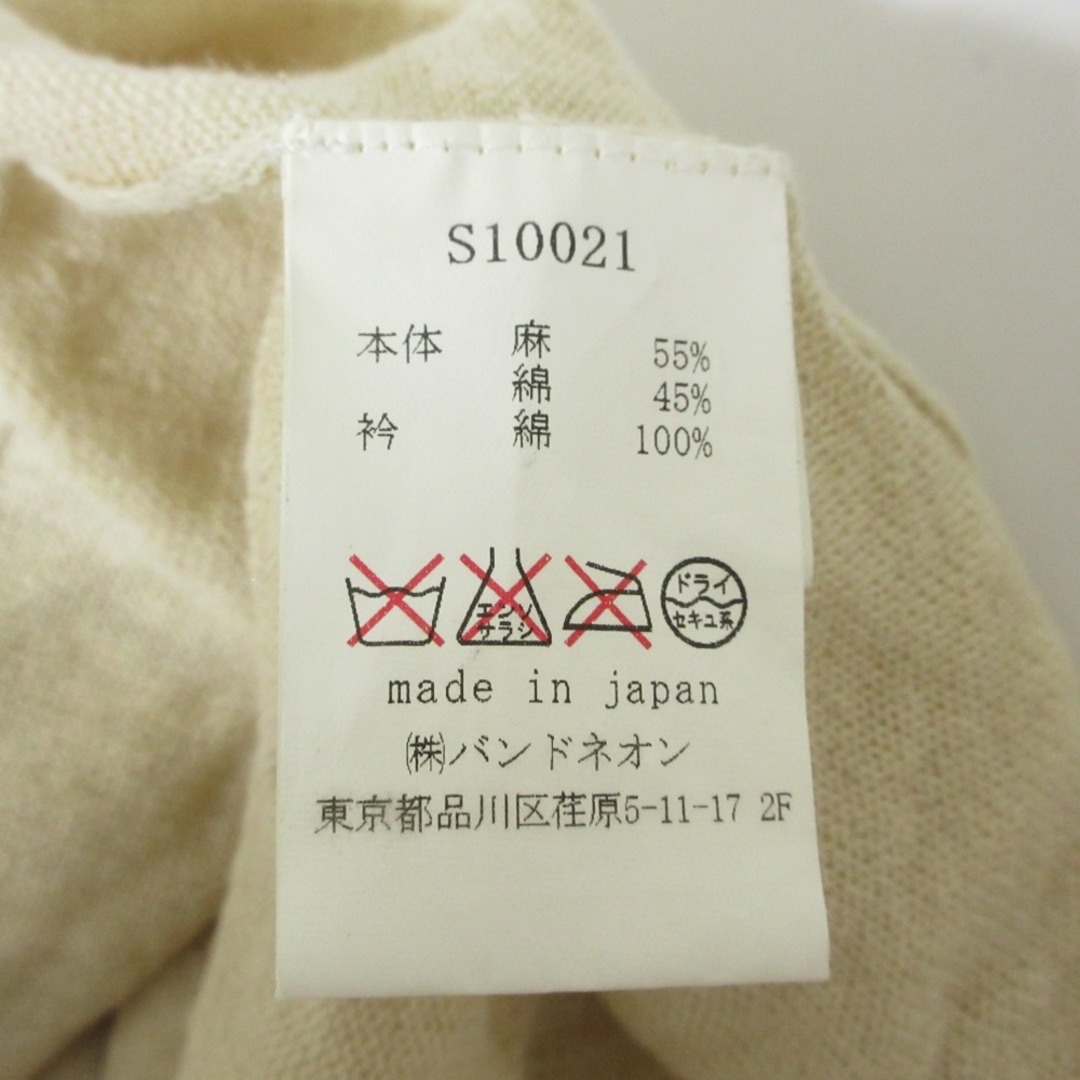 S10021
本体 麻 55%
綿 45%
衿 綿 100%
エンソサラシ
ドライ
セキユ系
made in japan
㈱バンドネオン
東京都品川区荏原5-11-17 2F